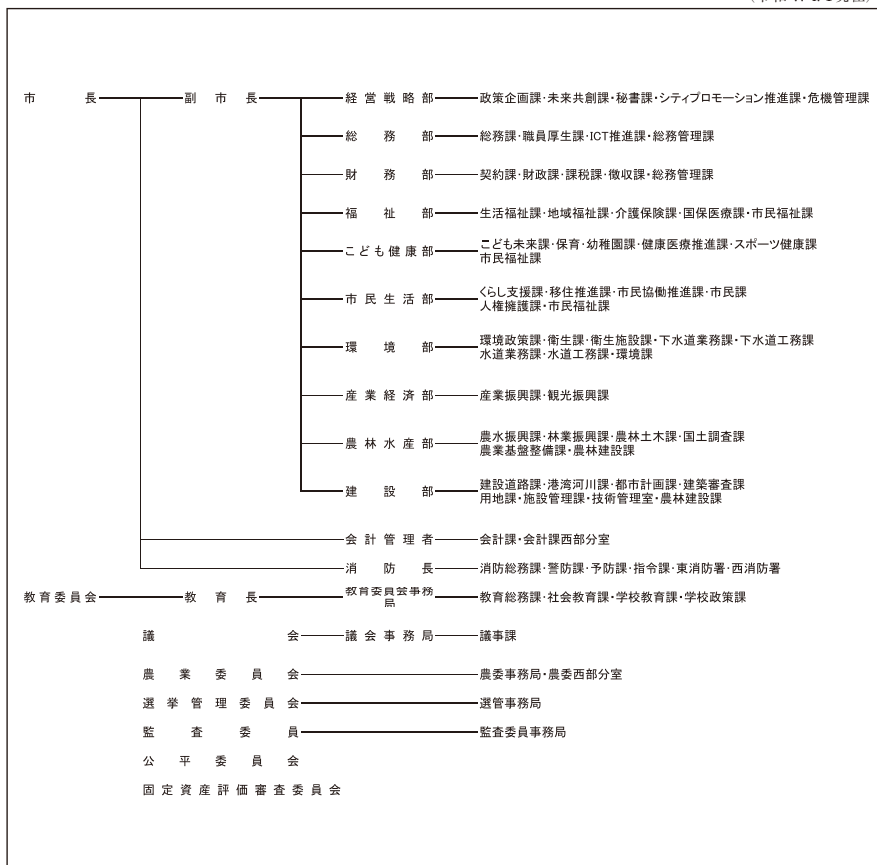 市長 副市長 経営戦略部 政策企画課・未来共創課・秘書課・シティプロモーション推進課・危機管理課
総務部 総務課・職員厚生課・ICT推進課・総務管理課
財務部 契約課・財政課・課税課・徴収課・総務管理課
福祉部 生活福祉課・地域福祉課・介護保険課・国保医療課・市民福祉課
こども健康部 こども未来課・保育・幼稚園課・健康医療推進課・スポーツ健康課
市民福祉課
市民生活部 くらし支援課・移住推進課・市民協働推進課・市民課
人権擁護課・市民福祉課
環境部 環境政策課・衛生課・衛生施設課・下水道業務課・下水道工務課
水道業務課・水道工務課・環境課
産業経済部 産業振興課・観光振興課
農林水産部 農水振興課・林業振興課・農林土木課・国土調査課
農業基盤整備課・農林建設課
建設部 建設道路課・港湾河川課・都市計画課・建築審査課
用地課・施設管理課・技術管理室・農林建設課
会計管理者 会計課・会計課西部分室
消防長 消防総務課・警防課・予防課・指令課・東消防署・西消防署
教育委員会 教育長 教育委員会事務局 教育総務課・社会教育課・学校教育課・学校政策課
議会 議会事務局 議事課
農業委員会 農委事務局・農委西部分室
選挙管理委員会 選管事務局
監査委員 監査委員事務局
公平委員会
固定資産評価審査委員会